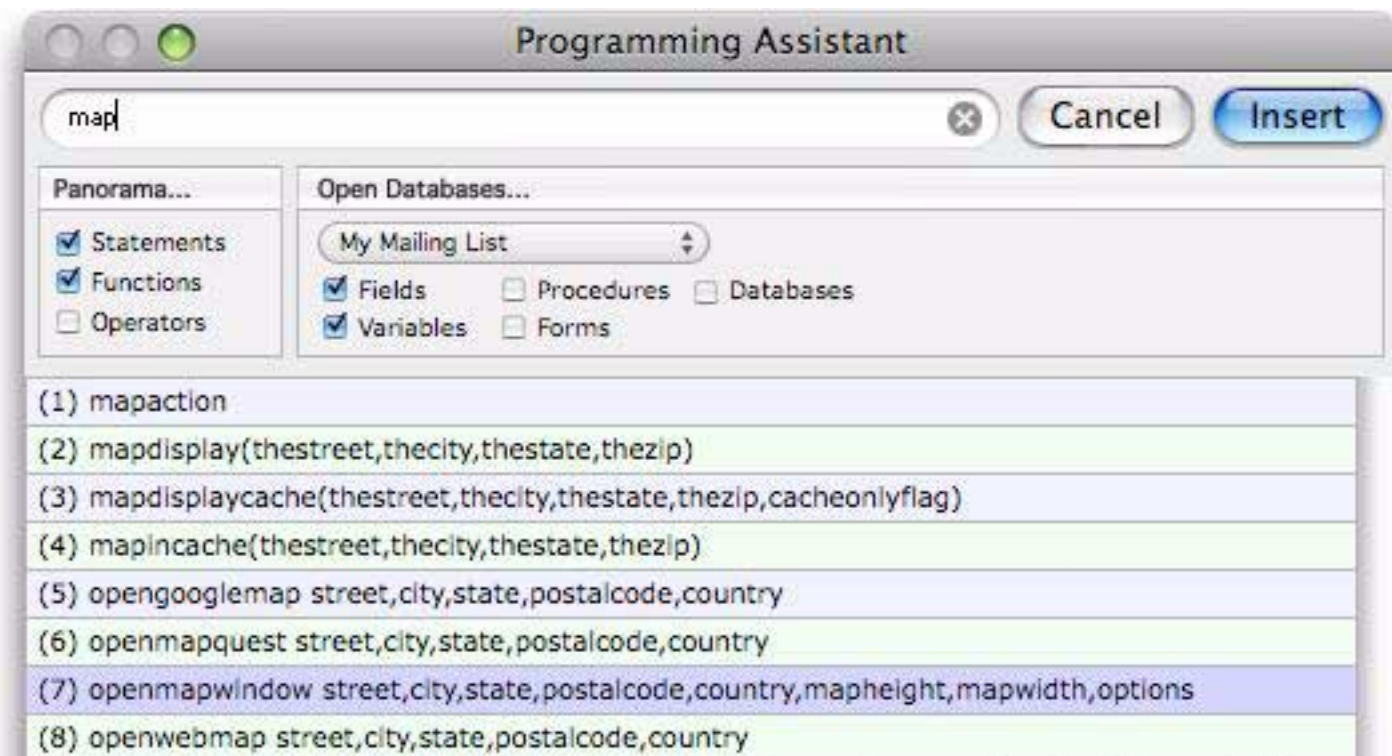 Programming Assistant
map
Cancel
Insert
Panorama...
Open Databases...
Statements
My Mailing List
Functions
Fields
Procedures
Databases
Operators
Variables
Forms
(1) mapaction
(2) mapdisplay(thestreet,thecity,thestate,thezip)
(3) mapdisplaycache(thestreet,thecity,thestate,thezip,cacheonlyflag)
(4) mapincache(thestreet,thecity,thestate,thezip)
(5) opengooglemap street,city,state,postalcode,country
(6) openmapquest street,city,state,postalcode,country
(7) openmapwindow street,city,state,postalcode,country,mapheight,mapwidth,options
(8) openwebmap street,city,state,postalcode,country